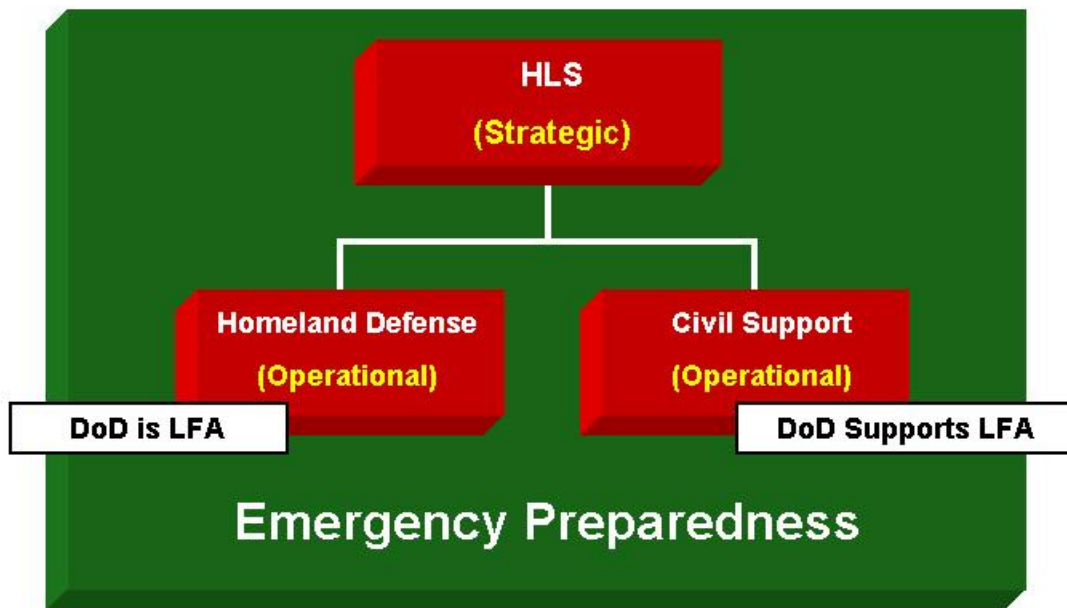 HLS
(Strategic)
Homeland Defense
(Operational)
DoD is LFA
Civil Support
(Operational)
DoD Supports LFA
Emergency Preparedness